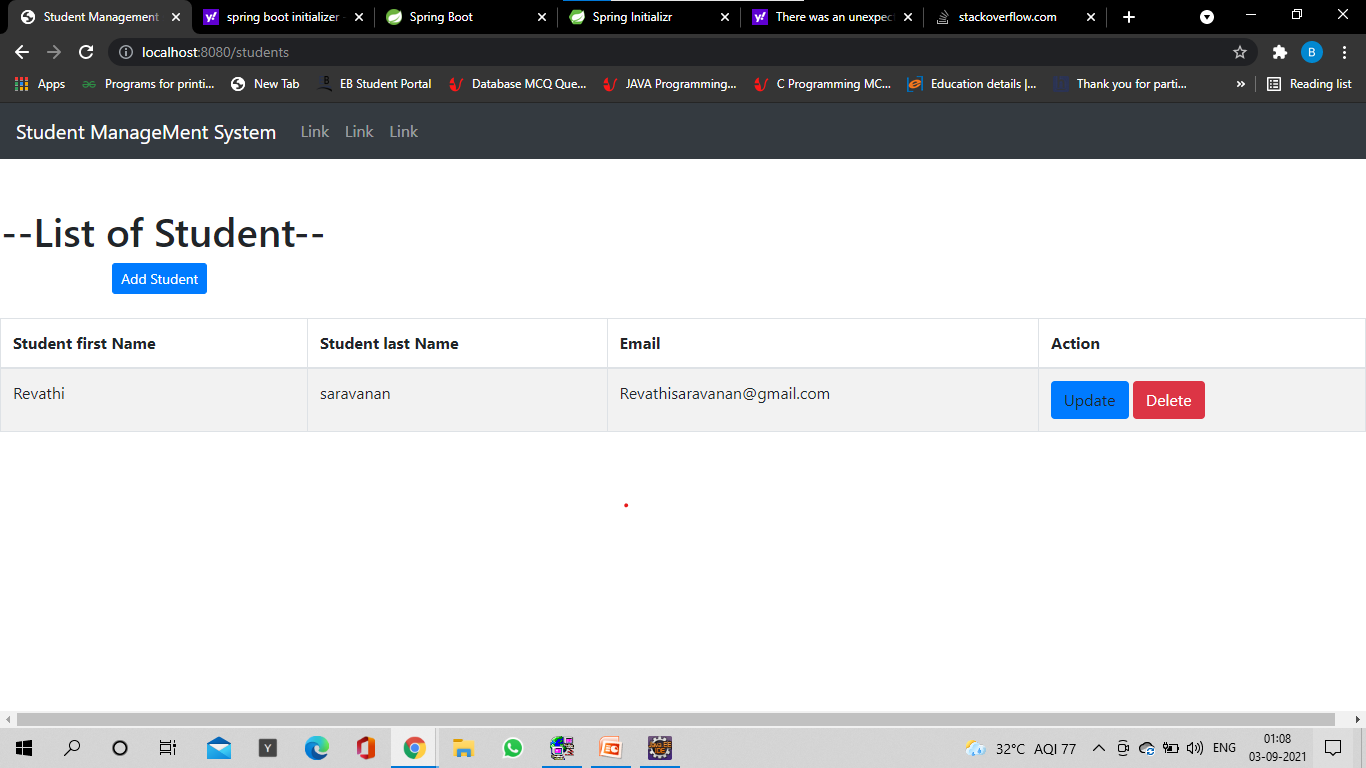 Student Management
spring boot initializer
Spring Boot
Spring Initializr
There was an unexpec
stackoverflow.com
localhost:8080/students
B
Apps
Programs for printi...
New Tab
EB Student Portal
Database MCQ Que...
JAVA Programming...
C Programming MC...
Education details |...
Thank you for parti...
»
Reading list
Student ManageMent System Link Link Link
--List of Student--
Add Student
Student first Name Student last Name Email Action
Revathi saravanan Revathisaravanan@gmail.com Update Delete
32°C AQI 77
ENG
01:08
03-09-2021